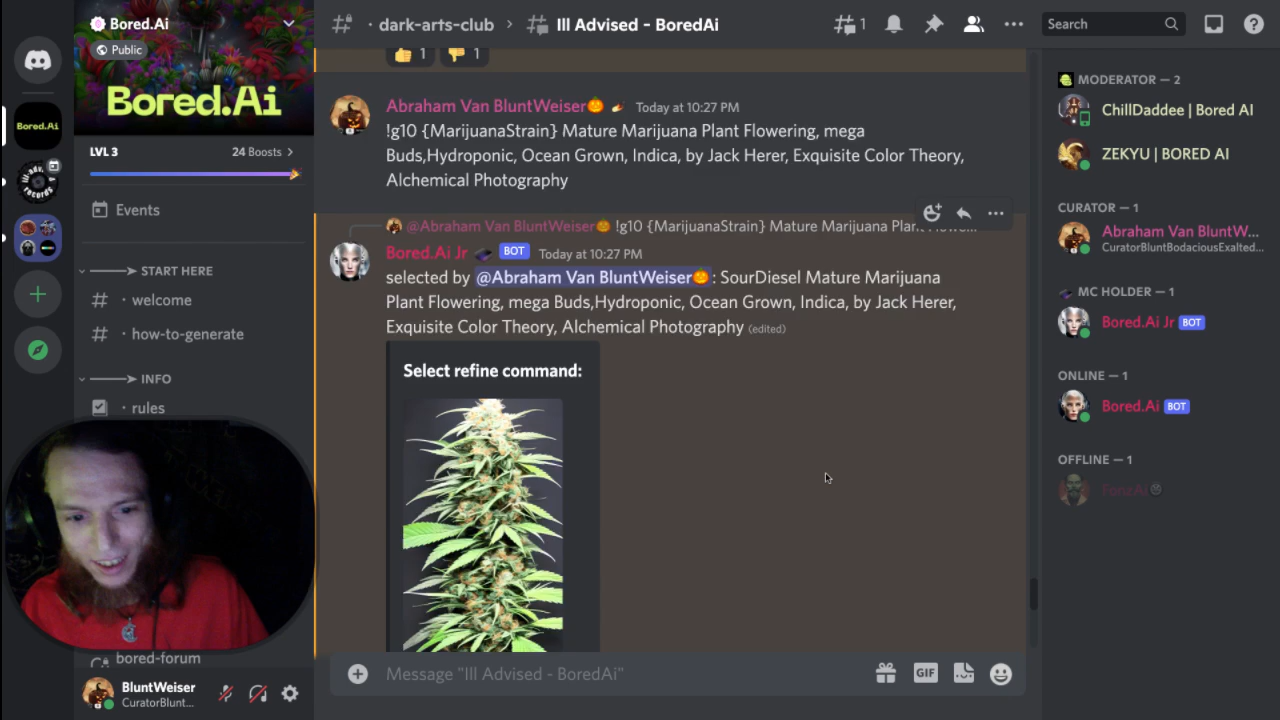 Bored.Ai
Public
Bored.Ai
LVL 3
24 Boosts
Events
START HERE
welcome
how-to-generate
INFO
rules
bored-forum
BluntWeiser
CuratorBlunt...
Bored.Ai
dark-arts-club
Ill Advised - BoredAi
1
Search
1
1
Abraham Van BluntWeiser🎃 Today at 10:27 PM
!g10 {MarijuanaStrain} Mature Marijuana Plant Flowering, mega
Buds,Hydroponic, Ocean Grown, Indica, by Jack Herer, Exquisite Color Theory,
Alchemical Photography
@Abraham Van BluntWeiser🎃 !g10 {MarijuanaStrain} Mature Marijuana Plant Flowe...
Bored.Ai Jr BOT Today at 10:27 PM
selected by @Abraham Van BluntWeiser🎃: SourDiesel Mature Marijuana
Plant Flowering, mega Buds,Hydroponic, Ocean Grown, Indica, by Jack Herer,
Exquisite Color Theory, Alchemical Photography (edited)
Select refine command:
Message "Ill Advised - BoredAi"
GIF
MODERATOR — 2
ChillDaddee | Bored AI
ZEKYU | BORED AI
CURATOR — 1
Abraham Van BluntW...
CuratorBluntBodaciousExalted...
MC HOLDER — 1
Bored.Ai Jr BOT
ONLINE — 1
Bored.Ai BOT
OFFLINE — 1